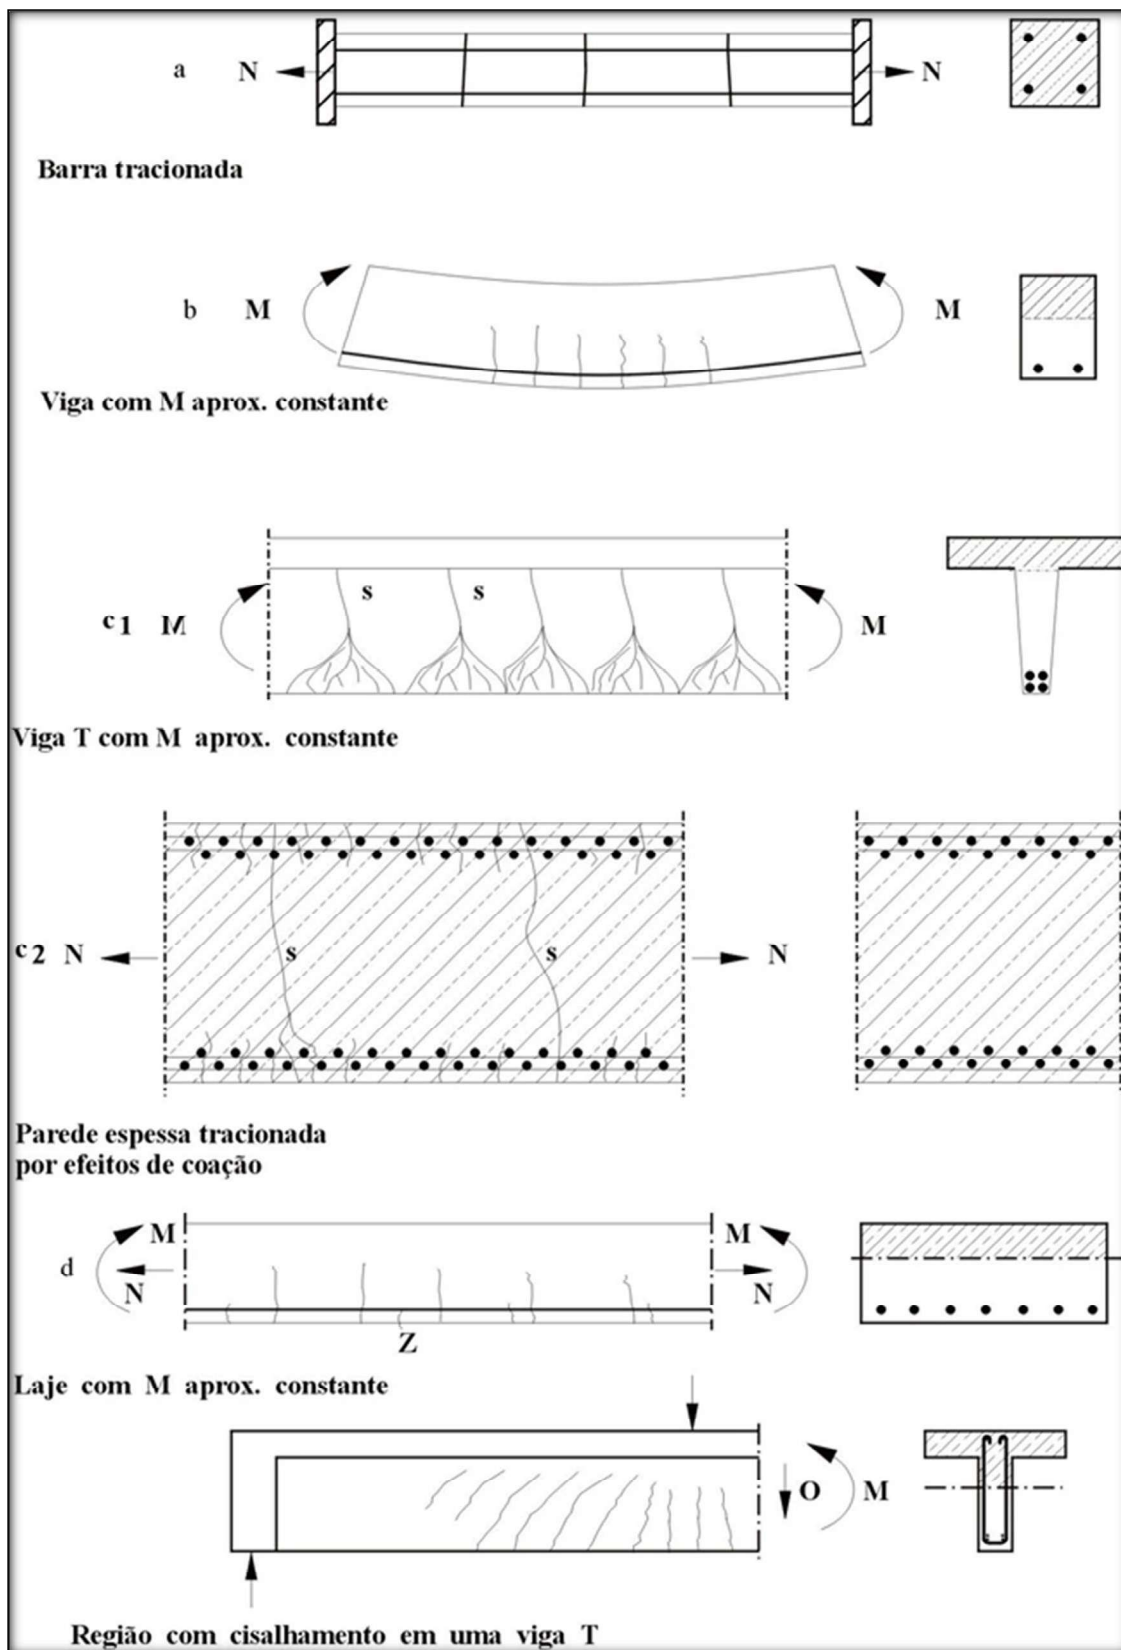 a N N
Barra tracionada
b M M
Viga com M aprox. constante
s s
c1 M M
Viga T com M aprox. constante
c2 N s s N
Parede espessa tracionada
por efeitos de coação
M M
d N N
Z
Laje com M aprox. constante
O M
Região com cisalhamento em uma viga T